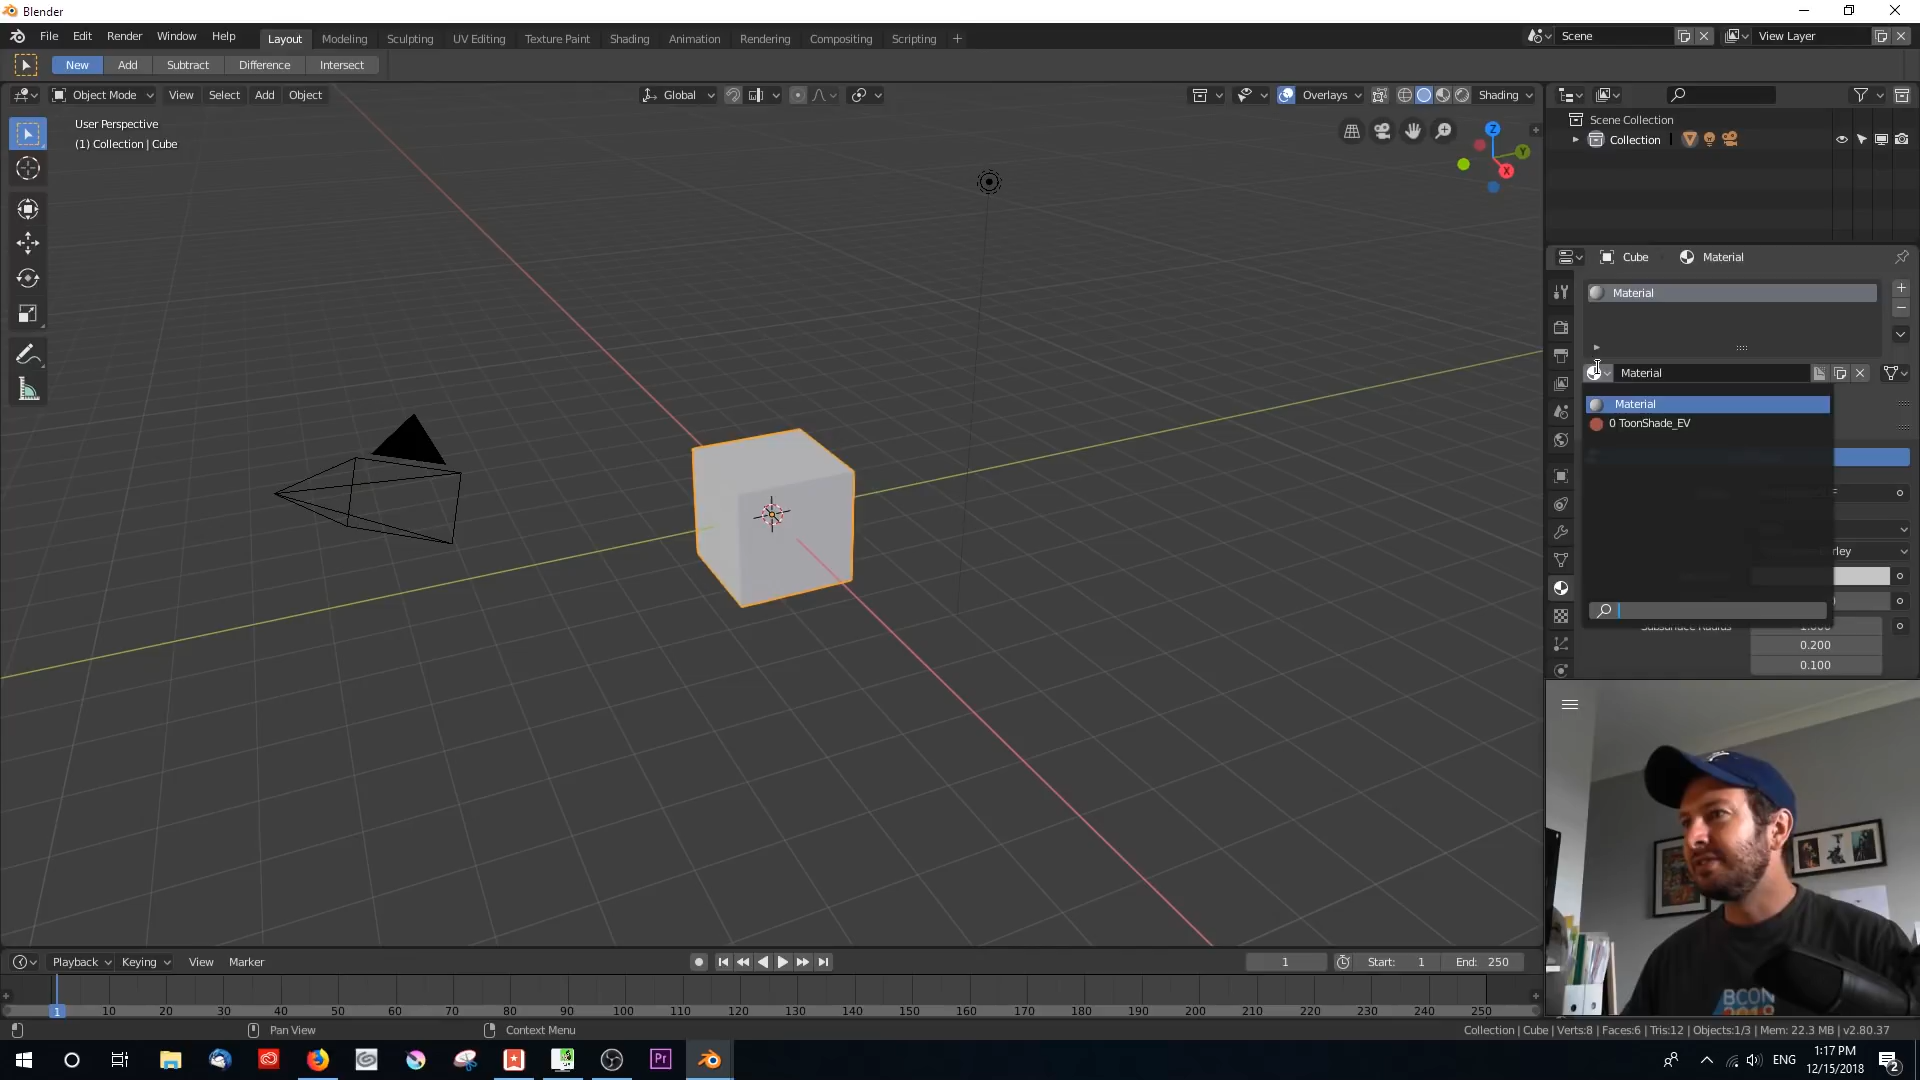 Blender
File Edit Render Window Help Layout Modeling Sculpting UV Editing Texture Paint Shading Animation Rendering Compositing Scripting + Scene View Layer
New Add Subtract Difference Intersect
Object Mode View Select Add Object Global Overlays Shading
User Perspective
(1) Collection | Cube
Z
Y
X
Scene Collection
Collection
Cube Material
Material
Material
Material
0 ToonShade_EV
rley
0.200
0.100
Playback Keying View Marker 1 Start: 1 End: 250
1 10 20 30 40 50 60 70 80 90 100 110 120 130 140 150 160 170 180 190 200 210 220 230 240 250
Pan View Context Menu Collection | Cube | Verts:8 | Faces:6 | Tris:12 | Objects:1/3 | Mem: 22.3 MB | v2.80.37
BCON
Pr ENG 1:17 PM
12/15/2018 2